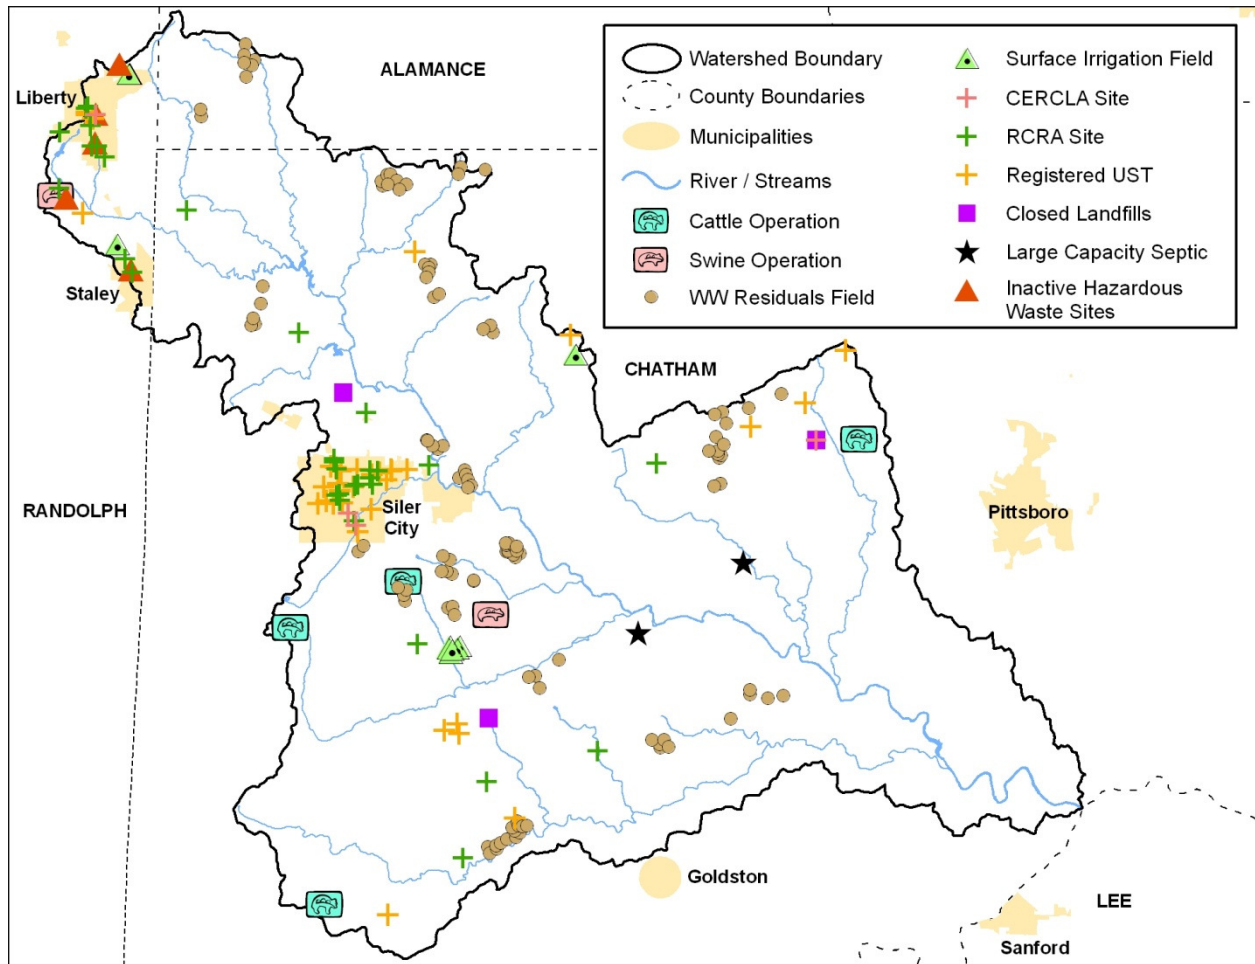 ALAMANCE
Liberty
Staley
CHATHAM
RANDOLPH
Siler
City
Pittsboro
Goldston
LEE
Sanford
Watershed Boundary
County Boundaries
Municipalities
River / Streams
Cattle Operation
Swine Operation
WW Residuals Field
Surface Irrigation Field
CERCLA Site
RCRA Site
Registered UST
Closed Landfills
Large Capacity Septic
Inactive Hazardous
Waste Sites